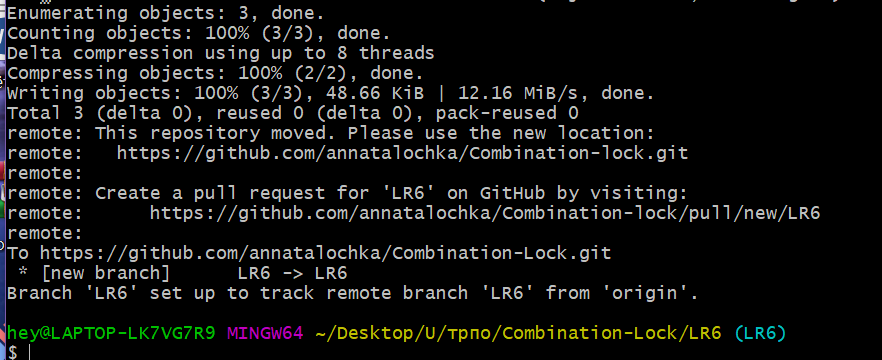 Enumerating objects: 3, done.
Counting objects: 100% (3/3), done.
Delta compression using up to 8 threads
Compressing objects: 100% (2/2), done.
Writing objects: 100% (3/3), 48.66 KiB | 12.16 MiB/s, done.
Total 3 (delta 0), reused 0 (delta 0), pack-reused 0
remote: This repository moved. Please use the new location:
remote:   https://github.com/annatalochka/Combination-lock.git
remote:
remote: Create a pull request for 'LR6' on GitHub by visiting:
remote:      https://github.com/annatalochka/Combination-lock/pull/new/LR6
remote:
To https://github.com/annatalochka/Combination-Lock.git
 * [new branch]      LR6 -> LR6
Branch 'LR6' set up to track remote branch 'LR6' from 'origin'.
hey@LAPTOP-LK7VG7R9 MINGW64 ~/Desktop/U/трпо/Combination-Lock/LR6 (LR6)
$